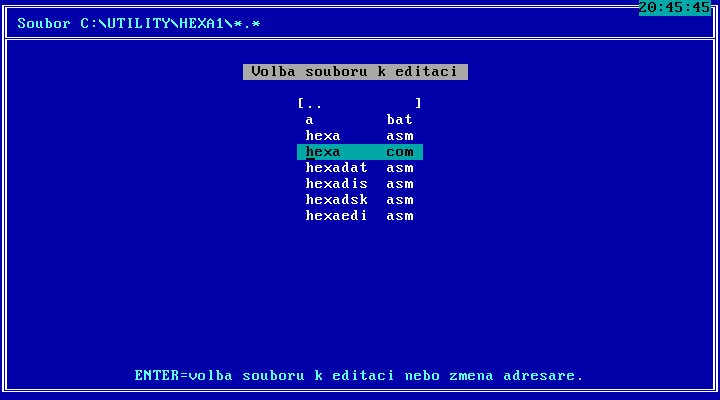 20:45:45
Soubor C:\UTILITY\HEXA1\*.*
Volba souboru k editaci
[.. ]
a bat
hexa asm
hexa com
hexadat asm
hexadis asm
hexadsk asm
hexaedi asm
ENTER=volba souboru k editaci nebo zmena adresare.